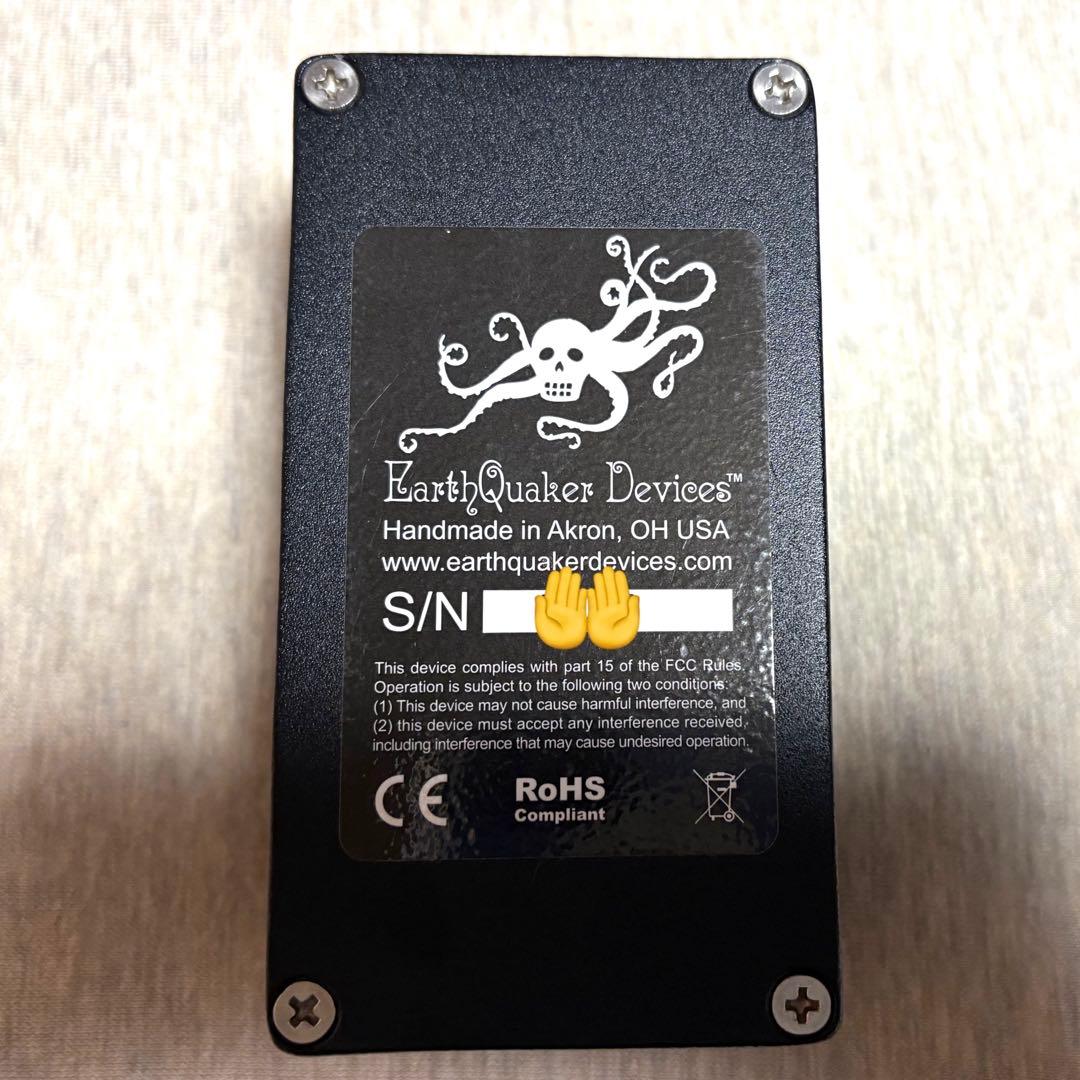 EarthQuaker Devices™
Handmade in Akron, OH USA
www.earthquakerdevices.com
S/N
This device complies with part 15 of the FCC Rules.
Operation is subject to the following two conditions:
(1) This device may not cause harmful interference, and
(2) this device must accept any interference received,
including interference that may cause undesired operation.
CE
RoHS
Compliant